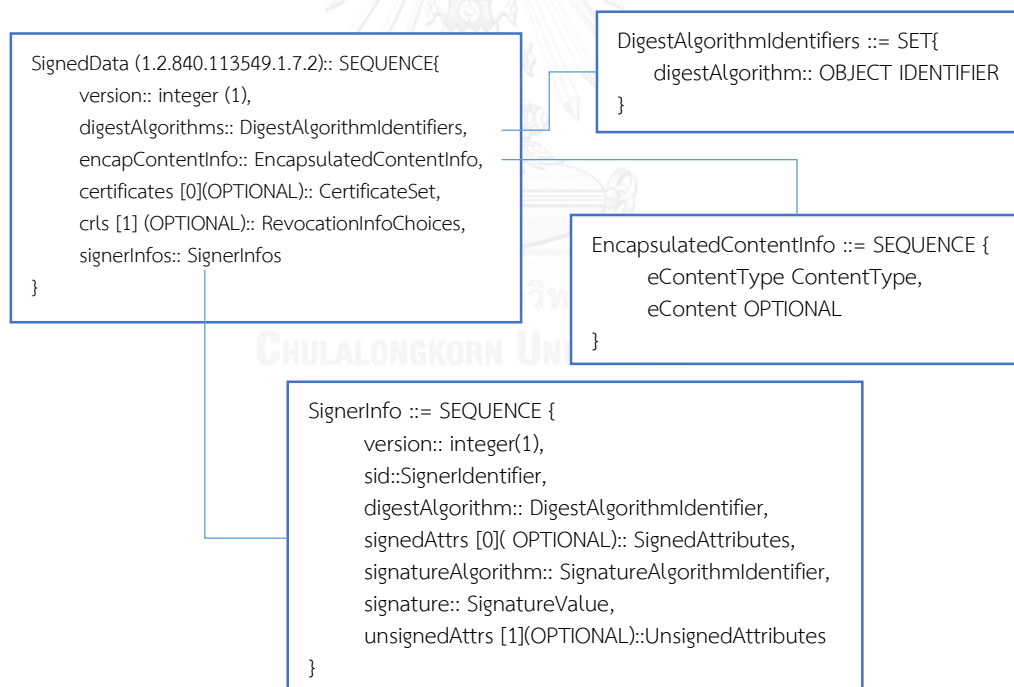 SignedData (1.2.840.113549.1.7.2):: SEQUENCE{
version:: integer (1),
digestAlgorithms:: DigestAlgorithmIdentifiers,
encapContentInfo:: EncapsulatedContentInfo,
certificates [0](OPTIONAL):: CertificateSet,
crls [1] (OPTIONAL):: RevocationInfoChoices,
signerInfos:: SignerInfos
}
DigestAlgorithmIdentifiers ::= SET{
digestAlgorithm:: OBJECT IDENTIFIER
}
EncapsulatedContentInfo ::= SEQUENCE {
eContentType ContentType,
eContent OPTIONAL
}
CHULALONGKORN
SignerInfo ::= SEQUENCE {
version:: integer(1),
sid::SignerIdentifier,
digestAlgorithm:: DigestAlgorithmIdentifier,
signedAttrs [0]( OPTIONAL):: SignedAttributes,
signatureAlgorithm:: SignatureAlgorithmIdentifier,
signature:: SignatureValue,
unsignedAttrs [1](OPTIONAL)::UnsignedAttributes
}